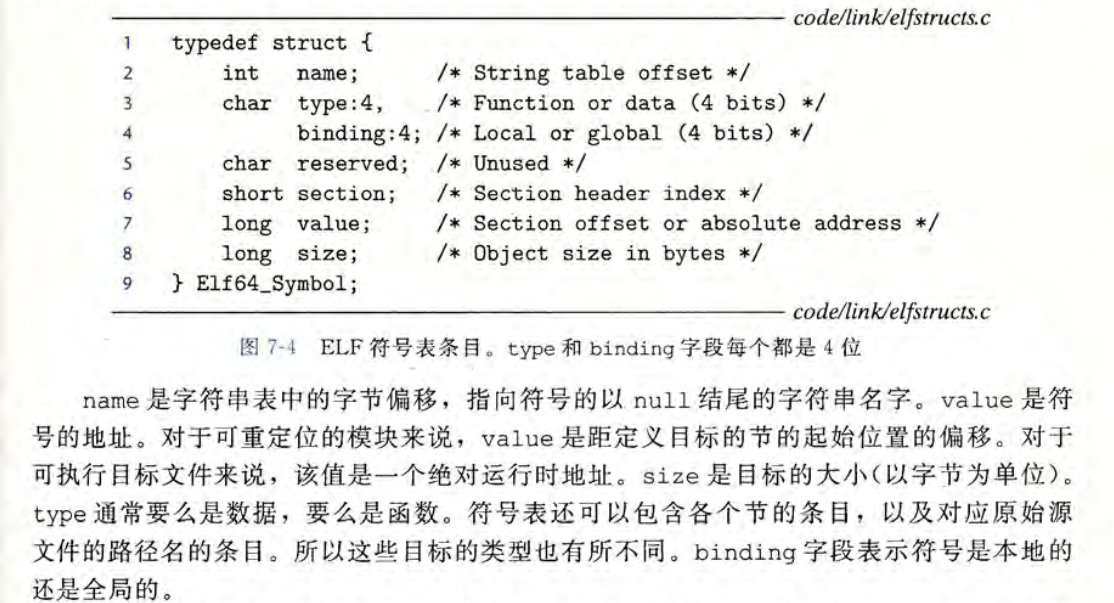 code/link/elfstructs.c
1 typedef struct {
2 int name; /* String table offset */
3 char type:4, /* Function or data (4 bits) */
4 binding:4; /* Local or global (4 bits) */
5 char reserved; /* Unused */
6 short section; /* Section header index */
7 long value; /* Section offset or absolute address */
8 long size; /* Object size in bytes */
9 } Elf64_Symbol;
code/link/elfstructs.c
图 7-4 ELF 符号表条目。type 和 binding 字段每个都是 4 位
name 是字符串表中的字节偏移，指向符号的以 null 结尾的字符串名字。value 是符
号的地址。对于可重定位的模块来说，value 是距定义目标的节的起始位置的偏移。对于
可执行目标文件来说，该值是一个绝对运行时地址。size 是目标的大小(以字节为单位)。
type 通常要么是数据，要么是函数。符号表还可以包含各个节的条目，以及对应原始源
文件的路径名的条目。所以这些目标的类型也有所不同。binding 字段表示符号是本地的
还是全局的。